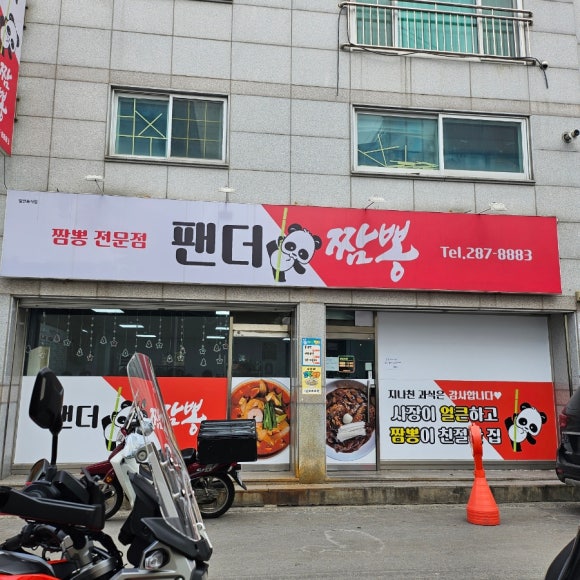 짬뽕 전문점
팬더
짬뽕
Tel.287-8883
팬더
짬뽕
지나친 과식은 감사합니다♥
시장이 얼큰하고
짬뽕이 친절
집